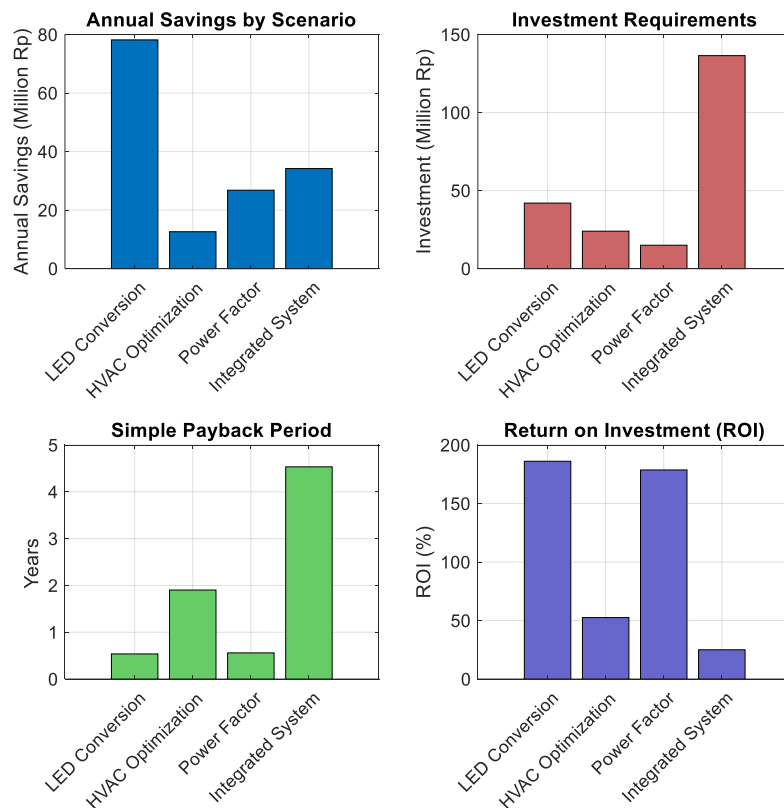 Annual Savings by Scenario
Annual Savings (Million Rp)
80
60
40
20
0
LED Conversion
HVAC Optimization
Power Factor
Integrated System
Investment Requirements
Investment (Million Rp)
150
100
50
0
LED Conversion
HVAC Optimization
Power Factor
Integrated System
Simple Payback Period
Years
5
4
3
2
1
0
LED Conversion
HVAC Optimization
Power Factor
Integrated System
Return on Investment (ROI)
ROI (%)
200
150
100
50
0
LED Conversion
HVAC Optimization
Power Factor
Integrated System